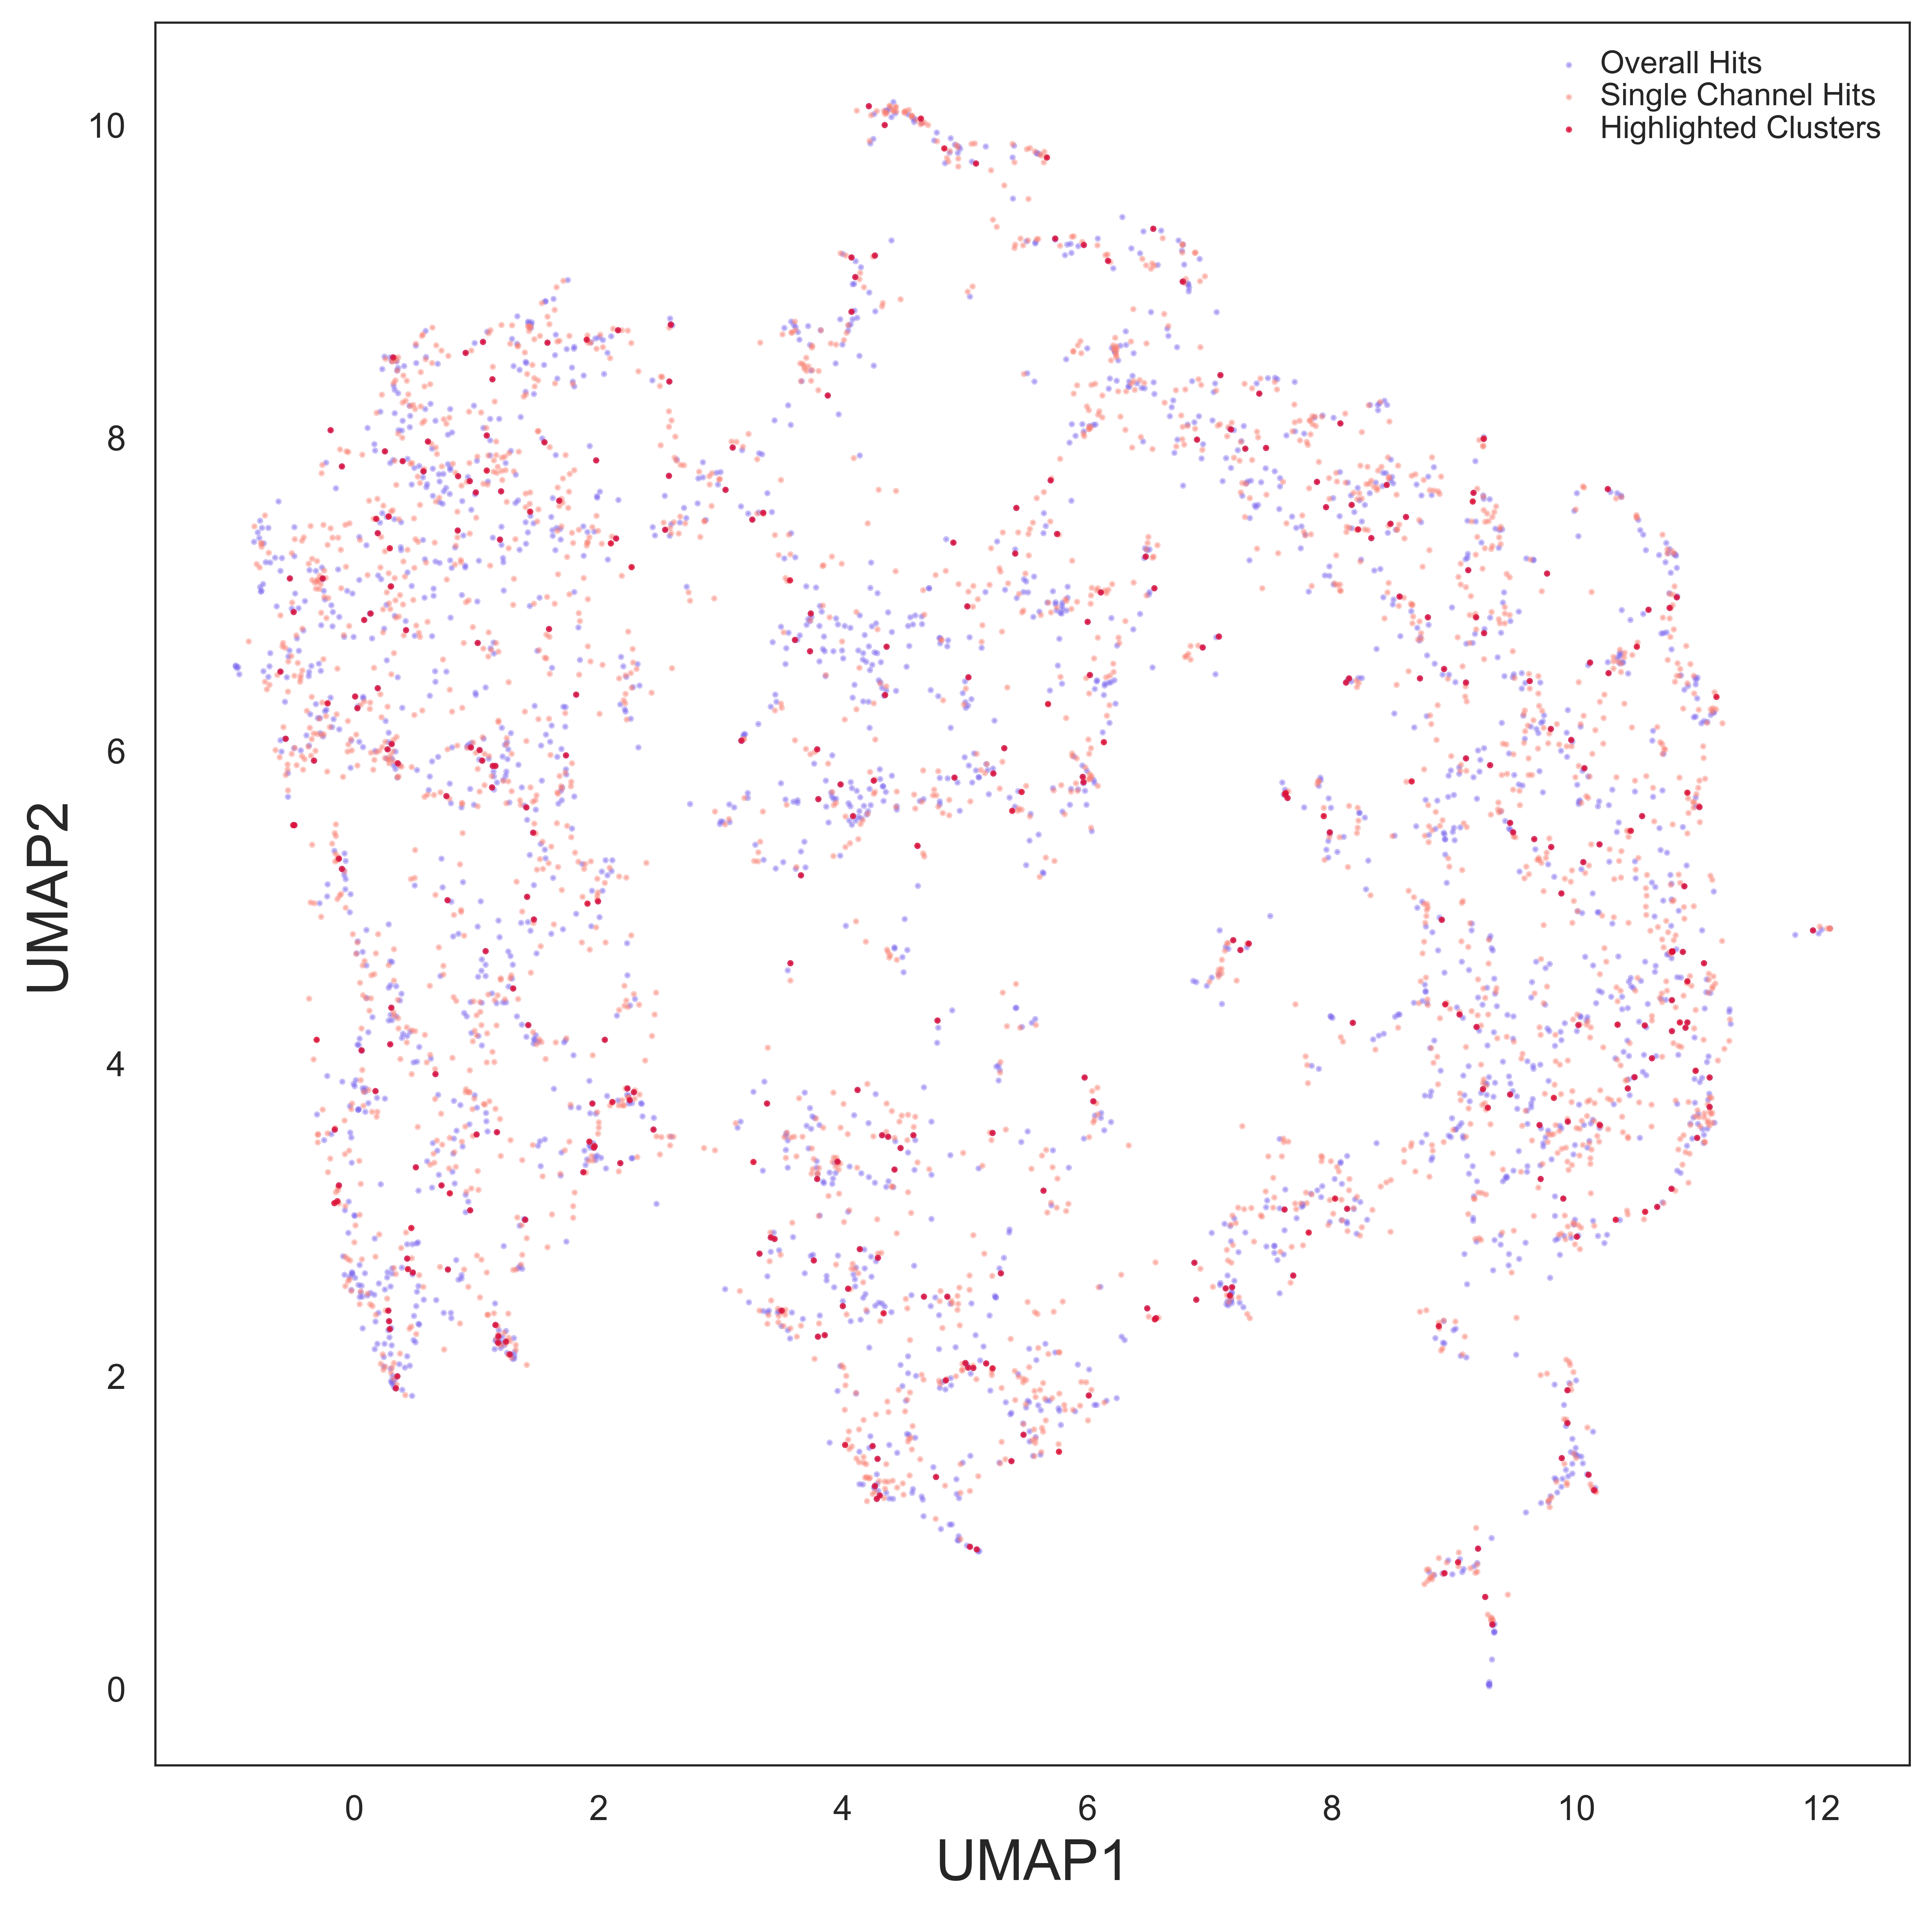 Overall Hits
Single Channel Hits
Highlighted Clusters
10
8
6
4
2
0
UMAP2
0 2 4 6 8 10 12
UMAP1